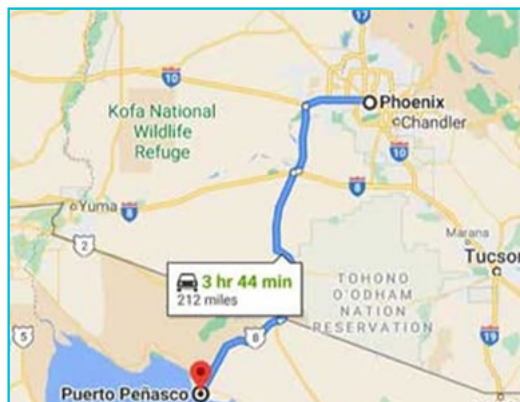 17
10
Phoenix
Chandler
Kofa National
Wildlife
Refuge
10
8
Yuma
8
2
Marana
Tucson
3 hr 44 min
212 miles
TOHONO
O'ODHAM
NATION
RESERVATION
19
5
8
Puerto Peñasco